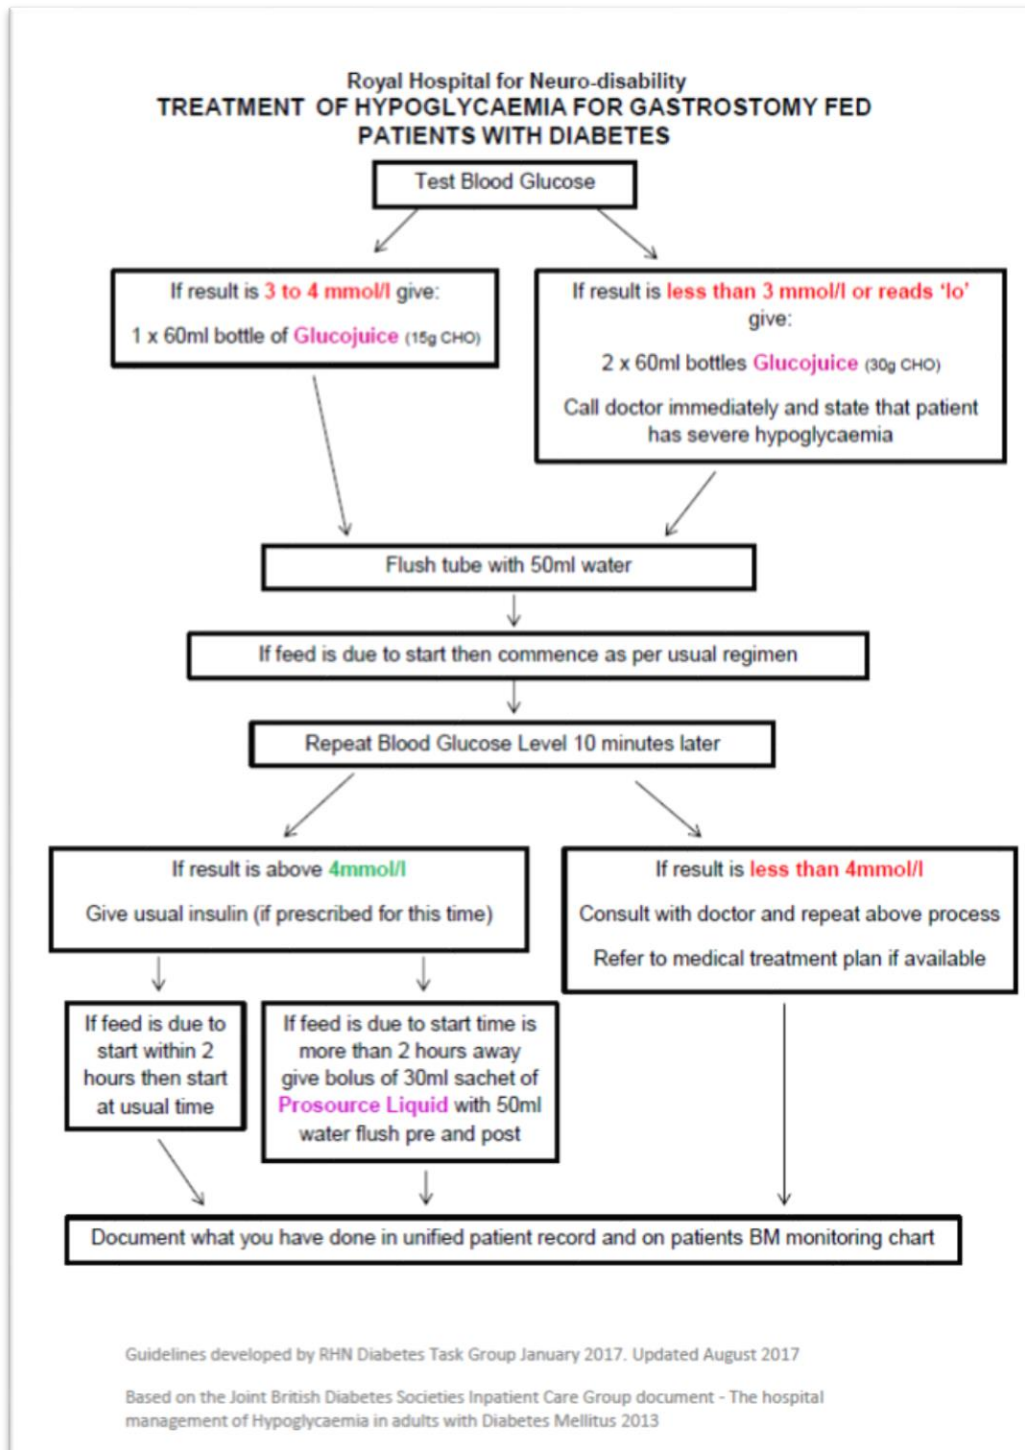 Royal Hospital for Neuro-disability
TREATMENT OF HYPOGLYCAEMIA FOR GASTROSTOMY FED
PATIENTS WITH DIABETES
Test Blood Glucose
If result is 3 to 4 mmol/l give:
1 x 60ml bottle of Glucojuice (15g CHO)
If result is less than 3 mmol/l or reads ‘lo’
give:
2 x 60ml bottles Glucojuice (30g CHO)
Call doctor immediately and state that patient
has severe hypoglycaemia
Flush tube with 50ml water
If feed is due to start then commence as per usual regimen
Repeat Blood Glucose Level 10 minutes later
If result is above 4mmol/l
Give usual insulin (if prescribed for this time)
If result is less than 4mmol/l
Consult with doctor and repeat above process
Refer to medical treatment plan if available
If feed is due to
start within 2
hours then start
at usual time
If feed is due to start time is
more than 2 hours away
give bolus of 30ml sachet of
Prosource Liquid with 50ml
water flush pre and post
Document what you have done in unified patient record and on patients BM monitoring chart
Guidelines developed by RHN Diabetes Task Group January 2017. Updated August 2017
Based on the Joint British Diabetes Societies Inpatient Care Group document - The hospital
management of Hypoglycaemia in adults with Diabetes Mellitus 2013